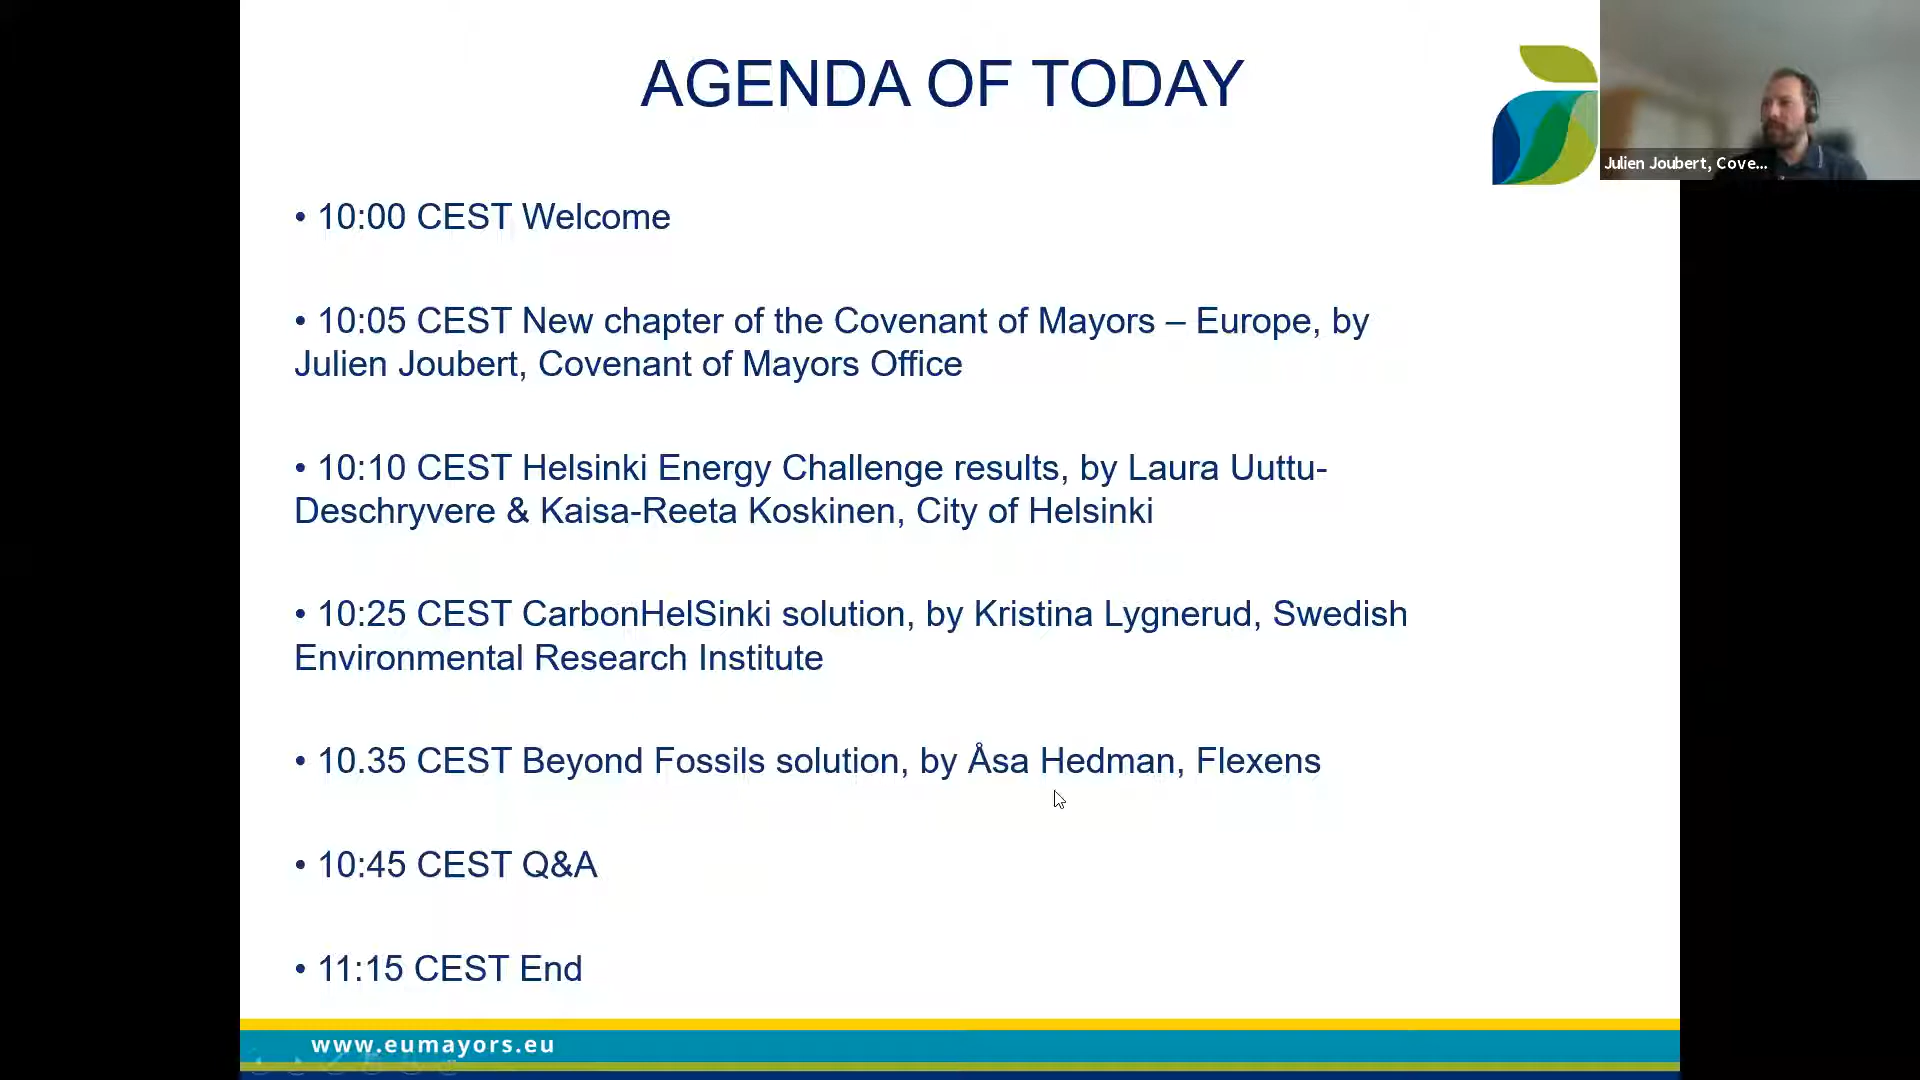 AGENDA OF TODAY
Julien Joubert, Cove...
• 10:00 CEST Welcome
• 10:05 CEST New chapter of the Covenant of Mayors – Europe, by
Julien Joubert, Covenant of Mayors Office
• 10:10 CEST Helsinki Energy Challenge results, by Laura Uuttu-
Deschryvere & Kaisa-Reeta Koskinen, City of Helsinki
• 10:25 CEST CarbonHelSinki solution, by Kristina Lygnerud, Swedish
Environmental Research Institute
• 10.35 CEST Beyond Fossils solution, by Åsa Hedman, Flexens
• 10:45 CEST Q&A
• 11:15 CEST End
www.eumayors.eu